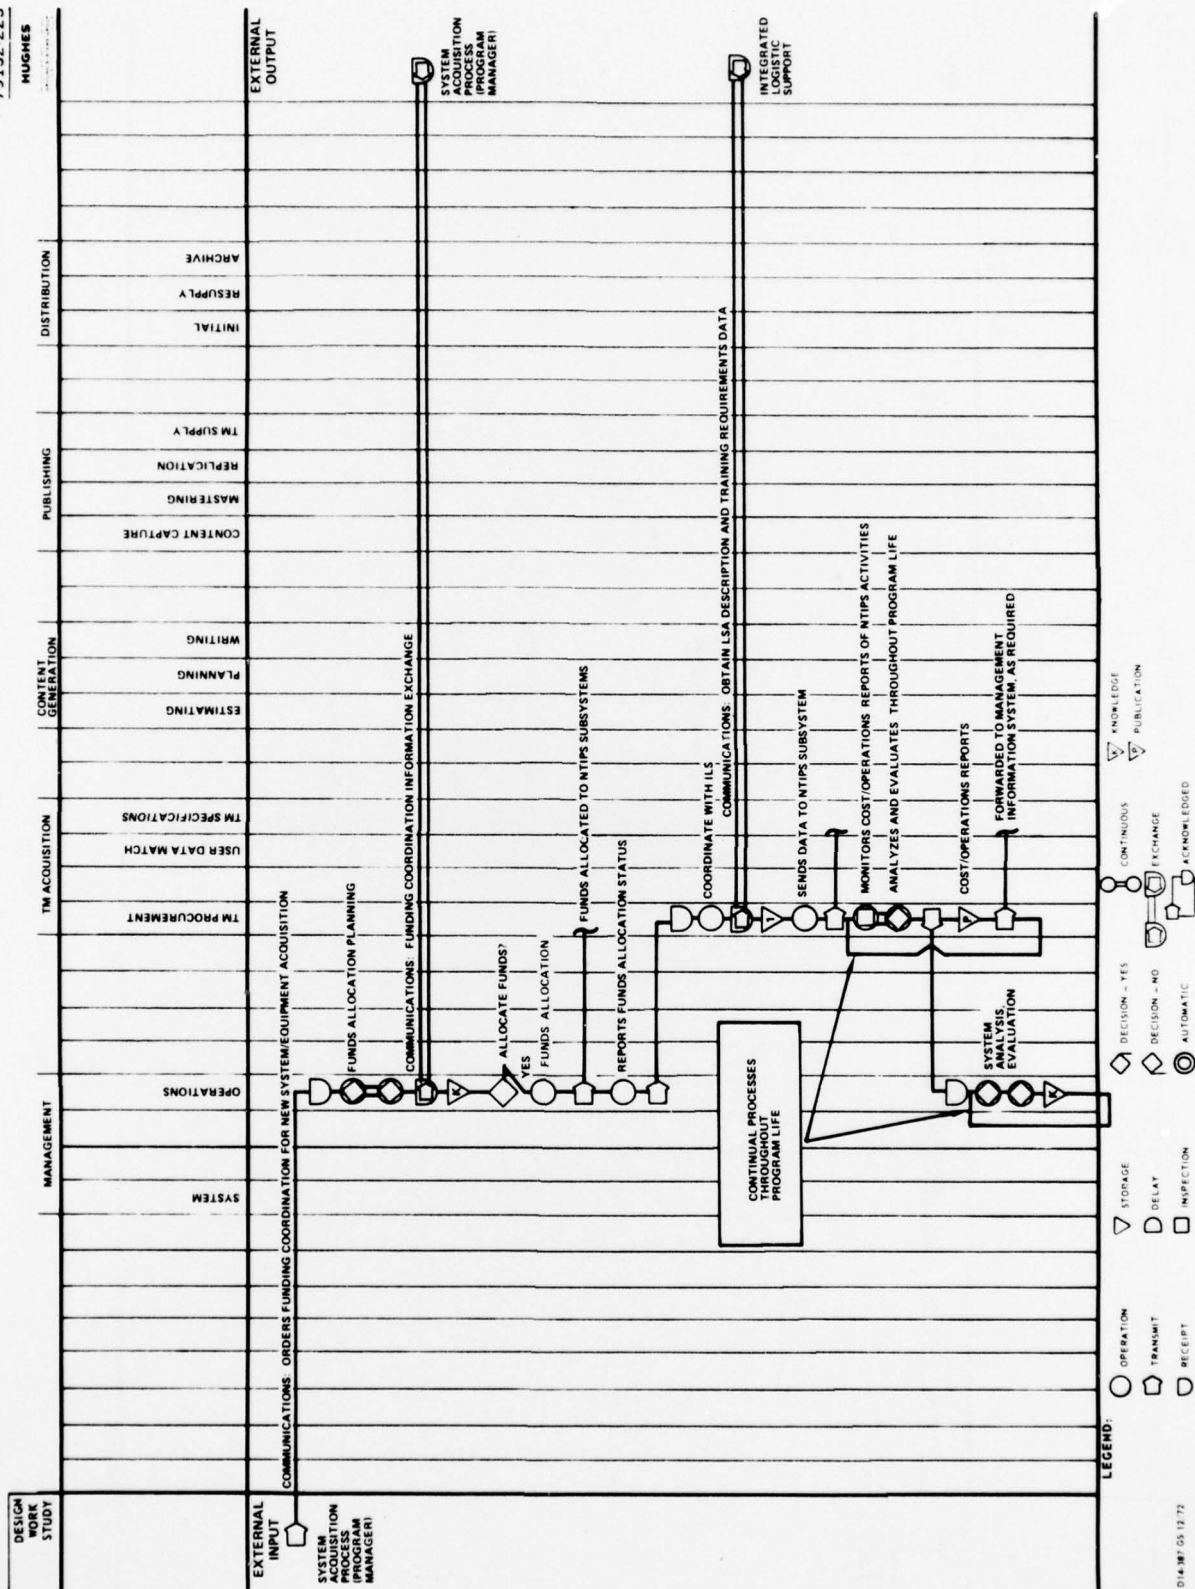 HUGHES
DESIGN
WORK
STUDY
MANAGEMENT
TM ACQUISITION
CONTENT
GENERATION
PUBLISHING
DISTRIBUTION
SYSTEM
OPERATIONS
TM PROCUREMENT
USER DATA MATCH
TM SPECIFICATIONS
ESTIMATING
PLANNING
WRITING
CONTENT CAPTURE
MASTERING
REPLICATION
TM SUPPLY
INITIAL
RESUPPLY
ARCHIVE
EXTERNAL
INPUT
EXTERNAL
OUTPUT
SYSTEM
ACQUISITION
PROCESS
(PROGRAM
MANAGER)
COMMUNICATIONS: ORDERS FUNDING COORDINATION FOR NEW SYSTEM/EQUIPMENT ACQUISITION
FUNDS ALLOCATION PLANNING
COMMUNICATIONS: FUNDING COORDINATION INFORMATION EXCHANGE
SYSTEM
ACQUISITION
PROCESS
(PROGRAM
MANAGER)
K
ALLOCATE FUNDS?
YES
FUNDS ALLOCATION
FUNDS ALLOCATED TO NTIPS SUBSYSTEMS
REPORTS FUNDS ALLOCATION STATUS
COORDINATE WITH ILS
COMMUNICATIONS: OBTAIN LSA DESCRIPTION AND TRAINING REQUIREMENTS DATA
INTEGRATED
LOGISTIC
SUPPORT
SENDS DATA TO NTIPS SUBSYSTEM
MONITORS COST/OPERATIONS REPORTS OF NTIPS ACTIVITIES
ANALYZES AND EVALUATES THROUGHOUT PROGRAM LIFE
COST/OPERATIONS REPORTS
P
FORWARDED TO MANAGEMENT
INFORMATION SYSTEM, AS REQUIRED
CONTINUAL PROCESSES
THROUGHOUT
PROGRAM LIFE
SYSTEM
ANALYSIS,
EVALUATION
K
LEGEND:
OPERATION
TRANSMIT
RECEIPT
STORAGE
DELAY
INSPECTION
DECISION - YES
DECISION - NO
AUTOMATIC
CONTINUOUS
EXCHANGE
ACKNOWLEDGED
K KNOWLEDGE
P PUBLICATION